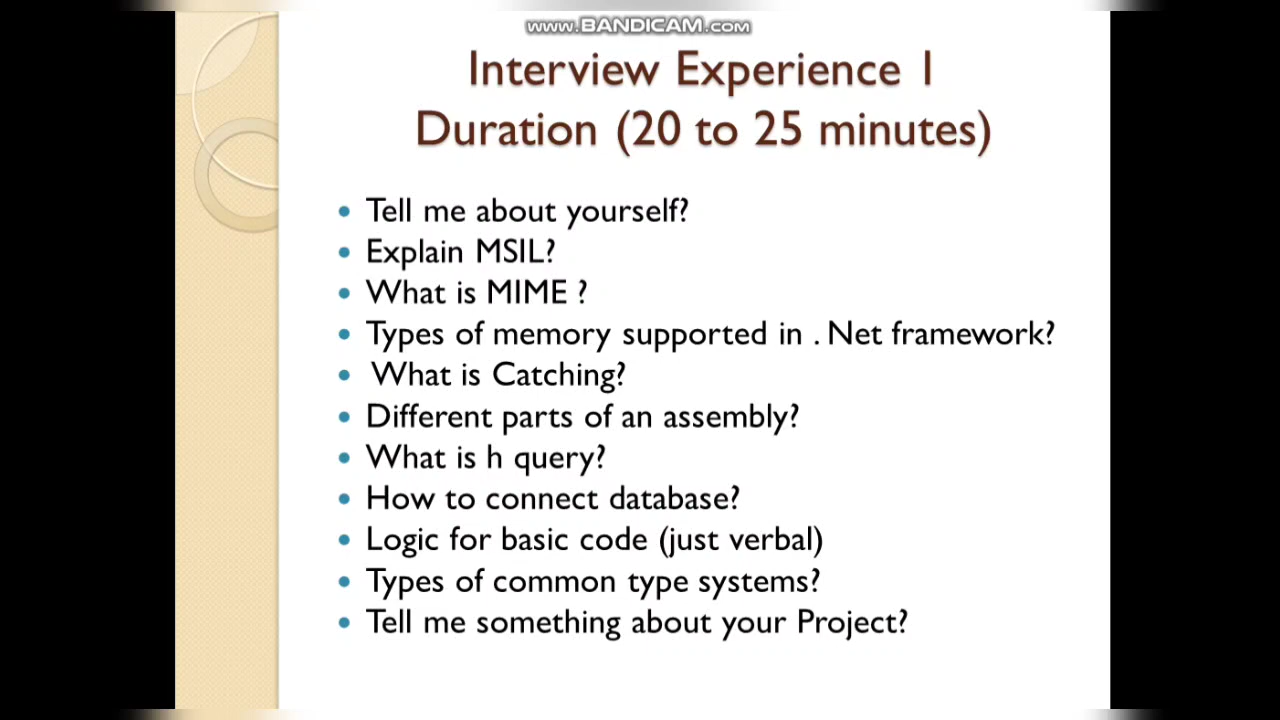 www.BANDICAM.com
Interview Experience 1
Duration (20 to 25 minutes)
• Tell me about yourself?
• Explain MSIL?
• What is MIME ?
• Types of memory supported in . Net framework?
• What is Catching?
• Different parts of an assembly?
• What is h query?
• How to connect database?
• Logic for basic code (just verbal)
• Types of common type systems?
• Tell me something about your Project?